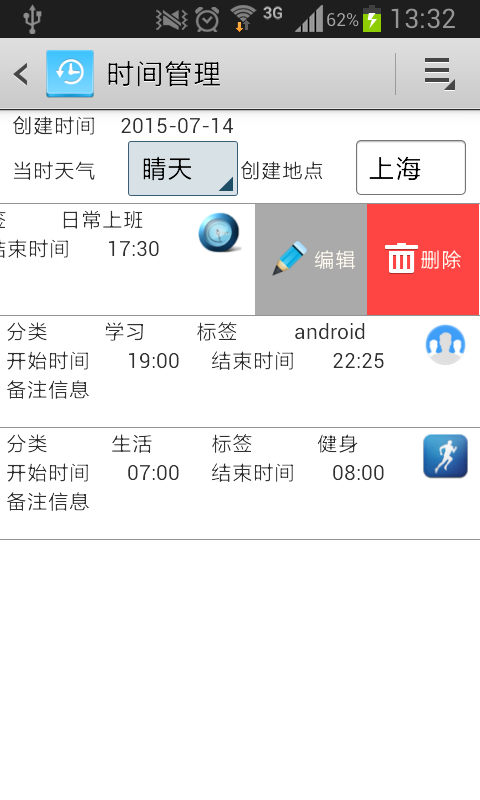 3G 62% 13:32
时间管理
创建时间 2015-07-14
当时天气 晴天 创建地点 上海
签 日常上班
结束时间 17:30 编辑 删除
分类 学习 标签 android
开始时间 19:00 结束时间 22:25
备注信息
分类 生活 标签 健身
开始时间 07:00 结束时间 08:00
备注信息